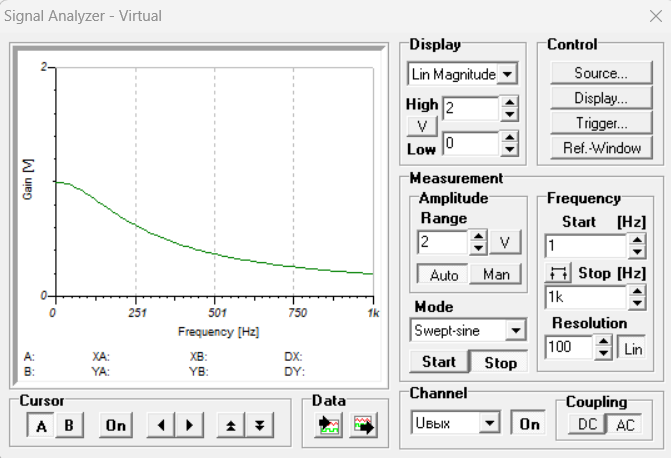 Signal Analyzer - Virtual
Display
Lin Magnitude
High
2
V
Low
0
Control
Source...
Display...
Trigger...
Ref.-Window
2
Gain [V]
0
0
251
501
750
1k
Frequency [Hz]
A: XA: XB: DX:
B: YA: YB: DY:
Measurement
Amplitude
Range
2
V
Auto
Man
Mode
Swept-sine
Start
Stop
Frequency
Start [Hz]
1
Stop [Hz]
1k
Resolution
100
Lin
Cursor
A
B
On
Data
Channel
Uвых
On
Coupling
DC
AC